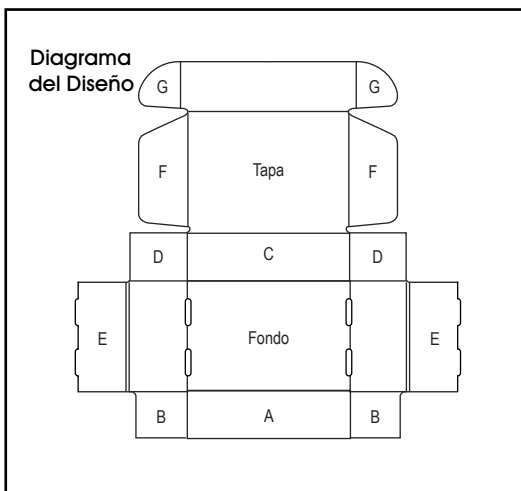 Diagrama
del Diseño
G G
F Tapa F
D C D
E Fondo E
B A B